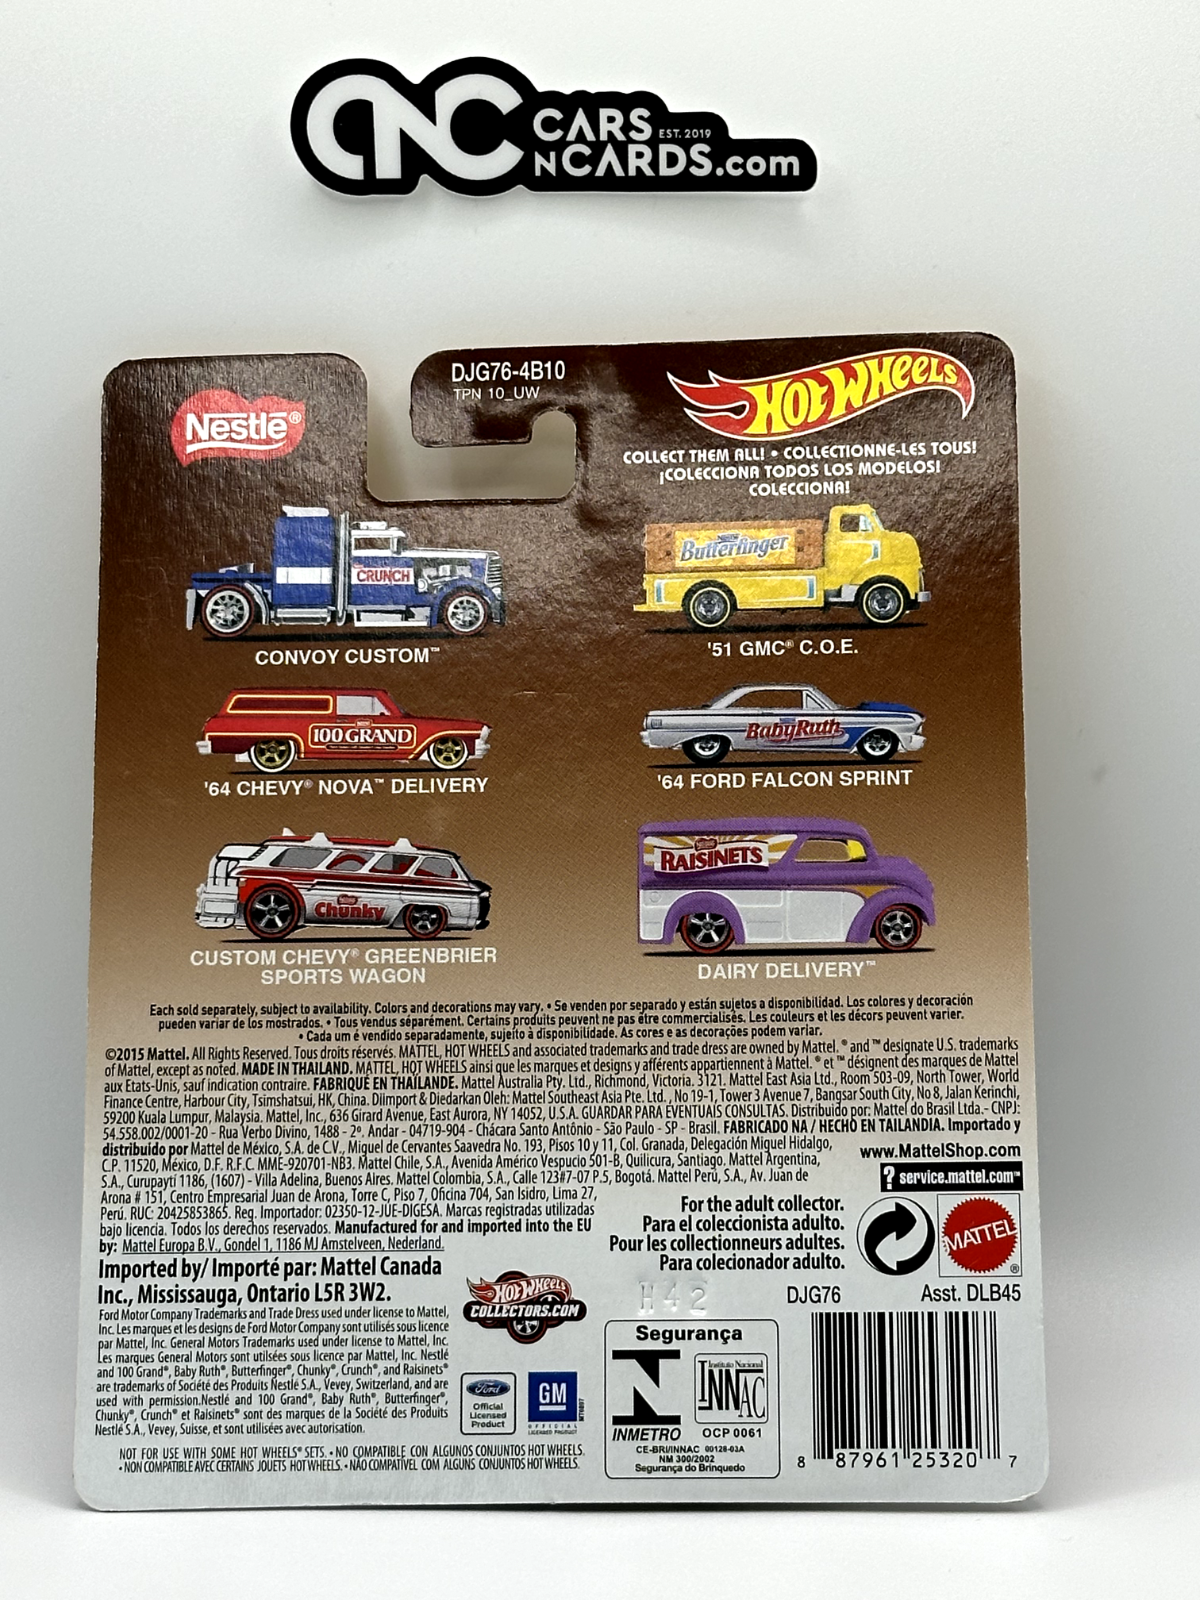 CNC CARS EST. 2019
NCARDS.com
Nestlé®
DJG76-4B10
TPN 10_UW
HOT WHEELS
COLLECT THEM ALL! • COLLECTIONNE-LES TOUS!
¡COLECCIONA TODOS LOS MODELOS!
COLECCIONA!
CRUNCH
CONVOY CUSTOM™
Nestlé
Butterfinger
'51 GMC® C.O.E.
100 GRAND
'64 CHEVY® NOVA™ DELIVERY
BabyRuth
'64 FORD FALCON SPRINT
Nestlé
Chunky
CUSTOM CHEVY® GREENBRIER
SPORTS WAGON
Nestlé
RAISINETS
DAIRY DELIVERY™
Each sold separately, subject to availability. Colors and decorations may vary. • Se venden por separado y están sujetos a disponibilidad. Los colores y decoración
pueden variar de los mostrados. • Tous vendus séparément. Certains produits peuvent ne pas être commercialisés. Les couleurs et les décors peuvent varier.
• Cada um é vendido separadamente, sujeito à disponibilidade. As cores e as decorações podem variar.
©2015 Mattel. All Rights Reserved. Tous droits réservés. MATTEL, HOT WHEELS and associated trademarks and trade dress are owned by Mattel. ® and ™ designate U.S. trademarks
of Mattel, except as noted. MADE IN THAILAND. MATTEL, HOT WHEELS ainsi que les marques et designs y afférents appartiennent à Mattel. ® et ™ désignent des marques de Mattel
aux États-Unis, sauf indication contraire. FABRIQUÉ EN THAÏLANDE. Mattel Australia Pty. Ltd., Richmond, Victoria. 3121. Mattel East Asia Ltd., Room 503-09, North Tower, World
Finance Centre, Harbour City, Tsimshatsui, HK, China. Diimport & Diedarkan Oleh: Mattel Southeast Asia Pte. Ltd., No 19-1, Tower 3 Avenue 7, Bangsar South City, No 8, Jalan Kerinchi,
59200 Kuala Lumpur, Malaysia. Mattel, Inc., 636 Girard Avenue, East Aurora, NY 14052, U.S.A. GUARDAR PARA EVENTUAIS CONSULTAS. Distribuido por: Mattel do Brasil Ltda.- CNPJ:
54.558.002/0001-20 - Rua Verbo Divino, 1488 - 2º. Andar - 04719-904 - Chácara Santo Antônio - São Paulo - SP - Brasil. FABRICADO NA / HECHO EN TAILANDIA. Importado y
distribuido por Mattel de México, S.A. de C.V., Miguel de Cervantes Saavedra No. 193, Pisos 10 y 11, Col. Granada, Delegación Miguel Hidalgo,
C.P. 11520, México, D.F. R.F.C. MME-920701-NB3. Mattel Chile, S.A., Avenida Américo Vespucio 501-B, Quilicura, Santiago. Mattel Argentina,
S.A., Curupaytí 1186, (1607) - Villa Adelina, Buenos Aires. Mattel Colombia, S.A., Calle 123#7-07 P.5, Bogotá. Mattel Perú, S.A., Av. Juan de
Arona # 151, Centro Empresarial Juan de Arona, Torre C, Piso 7, Oficina 704, San Isidro, Lima 27,
Perú. RUC: 20425853865. Reg. Importador: 02350-12-JUE-DIGESA. Marcas registradas utilizadas
bajo licencia. Todos los derechos reservados. Manufactured for and imported into the EU
by: Mattel Europa B.V., Gondel 1, 1186 MJ Amstelveen, Nederland.
www.MattelShop.com
? service.mattel.com™
For the adult collector.
Para el coleccionista adulto.
Pour les collectionneurs adultes.
Para colecionador adulto.
MATTEL
®
Imported by/ Importé par: Mattel Canada
Inc., Mississauga, Ontario L5R 3W2.
HOT WHEELS
COLLECTORS.COM
H42
DJG76 Asst. DLB45
Ford Motor Company Trademarks and Trade Dress used under license to Mattel,
Inc. Les marques et les designs de Ford Motor Company sont utilisés sous licence
par Mattel, Inc. General Motors Trademarks used under license to Mattel, Inc.
Les marques General Motors sont utilsées sous licence par Mattel, Inc. Nestlé
and 100 Grand®, Baby Ruth®, Butterfinger®, Chunky®, Crunch®, and Raisinets®
are trademarks of Société des Produits Nestlé S.A., Vevey, Switzerland, and are
used with permission.Nestlé and 100 Grand®, Baby Ruth®, Butterfinger®,
Chunky®, Crunch® et Raisinets® sont des marques de la Société des Produits
Nestlé S.A., Vevey, Suisse, et sont utilisées avec autorisation.
Ford
Official
Licensed
Product
GM
OFFICIAL
LICENSED PRODUCT
Segurança
INMETRO
Instituto Nacional
INNAC
OCP 0061
CE-BRI/INNAC 00128-03A
NM 300/2002
Segurança do Brinquedo
NOT FOR USE WITH SOME HOT WHEELS® SETS. • NO COMPATIBLE CON ALGUNOS CONJUNTOS HOT WHEELS.
• NON COMPATIBLE AVEC CERTAINS JOUETS HOT WHEELS. • NÃO COMPATÍVEL COM ALGUNS CONJUNTOS HOT WHEELS.
8 87961 25320 7